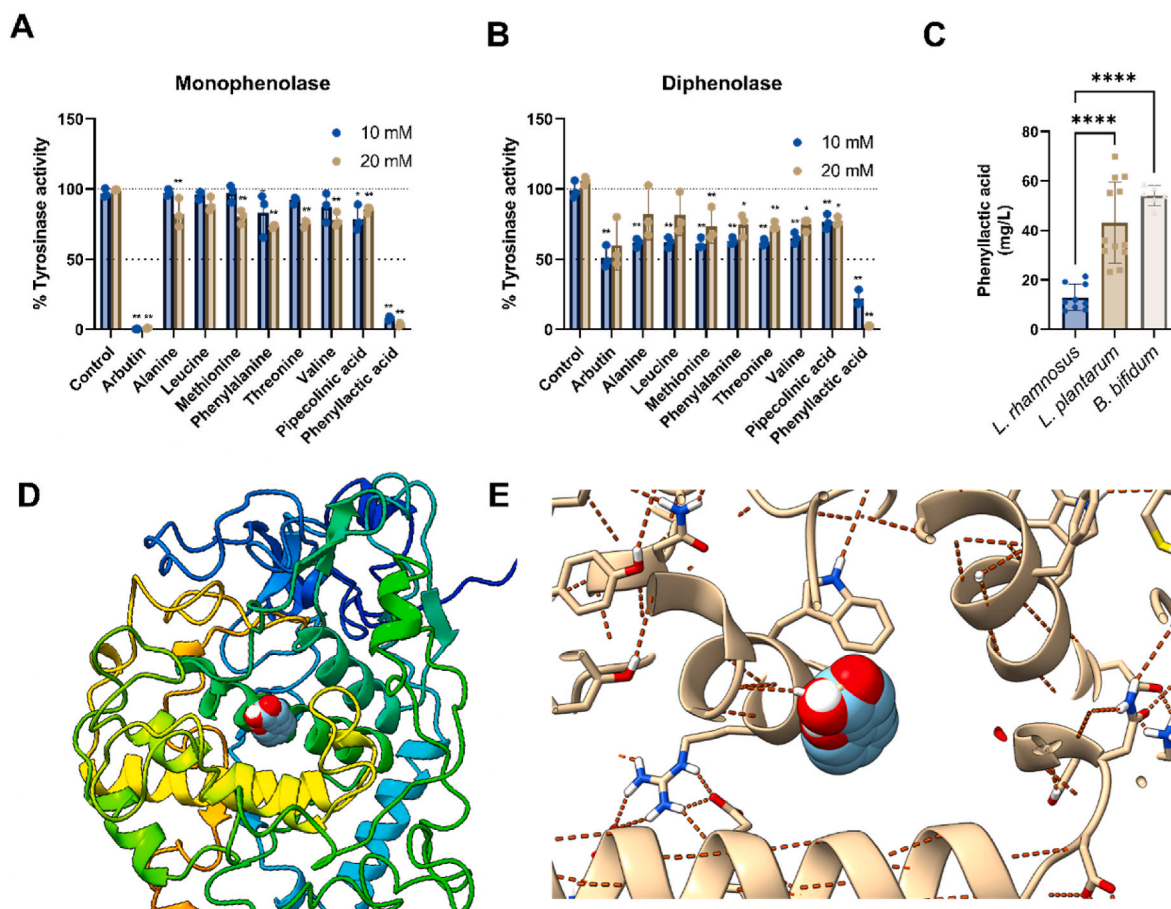 A
Monophenolase
% Tyrosinase activity
150
100
50
0
10 mM
20 mM
** ** ** ** ** ** ** * ** ** **
Control
Arbutin
Alanine
Leucine
Methionine
Phenylalanine
Threonine
Valine
Pipecolinic acid
Phenyllactic acid
B
Diphenolase
% Tyrosinase activity
150
100
50
0
10 mM
20 mM
** ** ** ** ** ** * ** ** ** * ** * ** **
Control
Arbutin
Alanine
Leucine
Methionine
Phenylalanine
Threonine
Valine
Pipecolinic acid
Phenyllactic acid
C
Phenyllactic acid
(mg/L)
80
60
40
20
0
****
****
L. rhamnosus
L. plantarum
B. bifidum
D
E